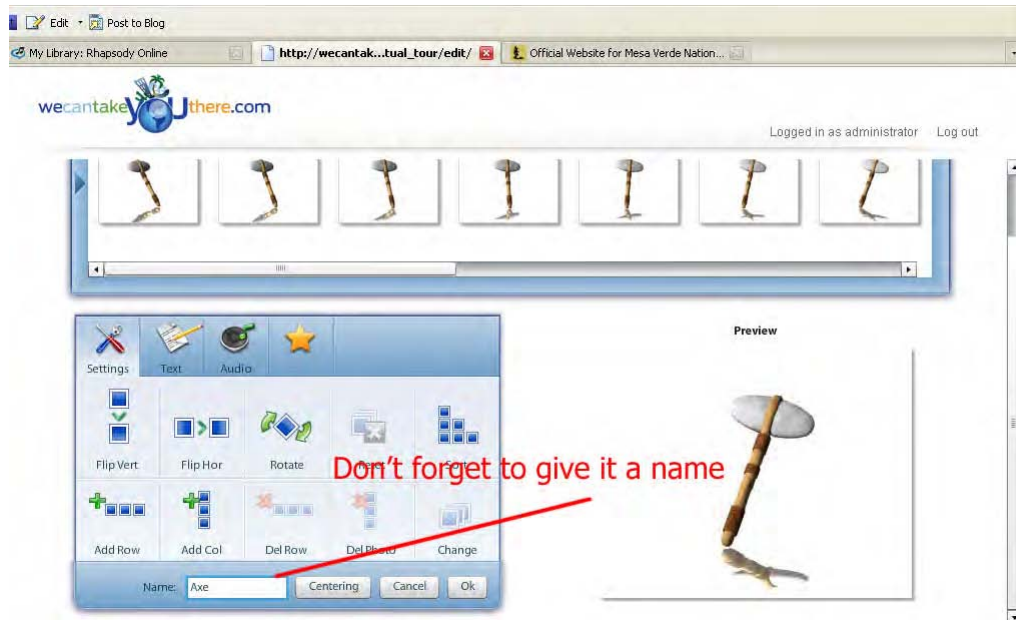 Edit Post to Blog
My Library: Rhapsody Online http://wecantak...tual_tour/edit/ Official Website for Mesa Verde Nation...
wecantakeYOUthere.com
Logged in as administrator Log out
Preview
Settings Text Audio
Flip Vert Flip Hor Rotate
Don't forget to give it a name
Add Row Add Col Del Row Del Photo Change
Name: Axe Centering Cancel Ok